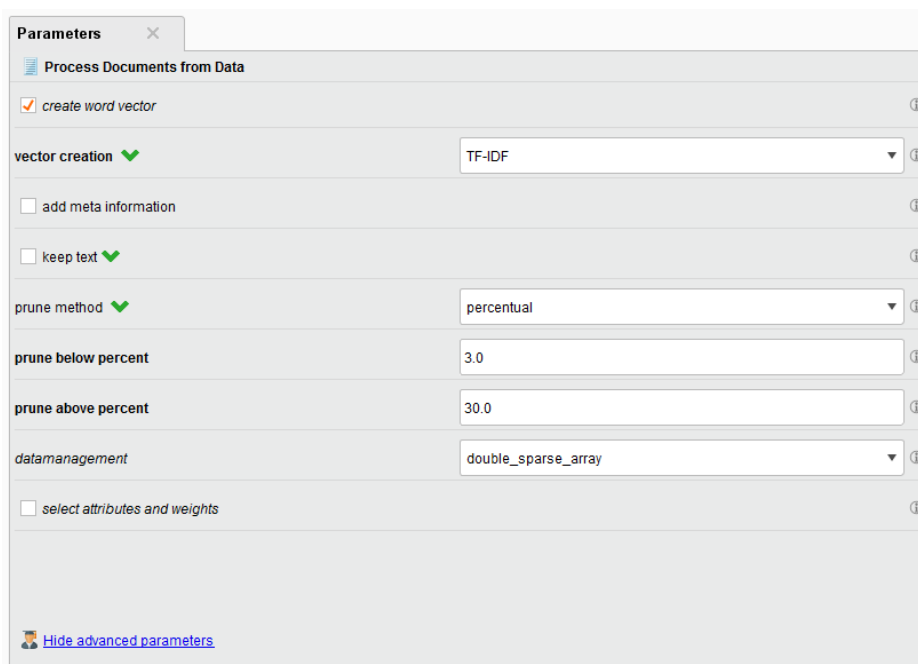 Parameters
Process Documents from Data
create word vector
vector creation TF-IDF
add meta information
keep text
prune method percentual
prune below percent 3.0
prune above percent 30.0
datamanagement double_sparse_array
select attributes and weights
Hide advanced parameters